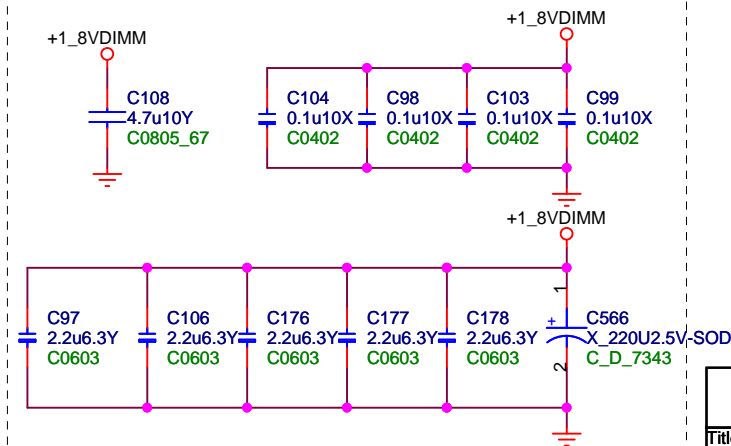 +1_8VDIMM
C108
4.7u10Y
C0805_67
+1_8VDIMM
C104
0.1u10X
C0402
C98
0.1u10X
C0402
C103
0.1u10X
C0402
C99
0.1u10X
C0402
+1_8VDIMM
C97
2.2u6.3Y
C0603
C106
2.2u6.3Y
C0603
C176
2.2u6.3Y
C0603
C177
2.2u6.3Y
C0603
C178
2.2u6.3Y
C0603
1
+
2
C566
X_220U2.5V-SOD
C_D_7343
Title